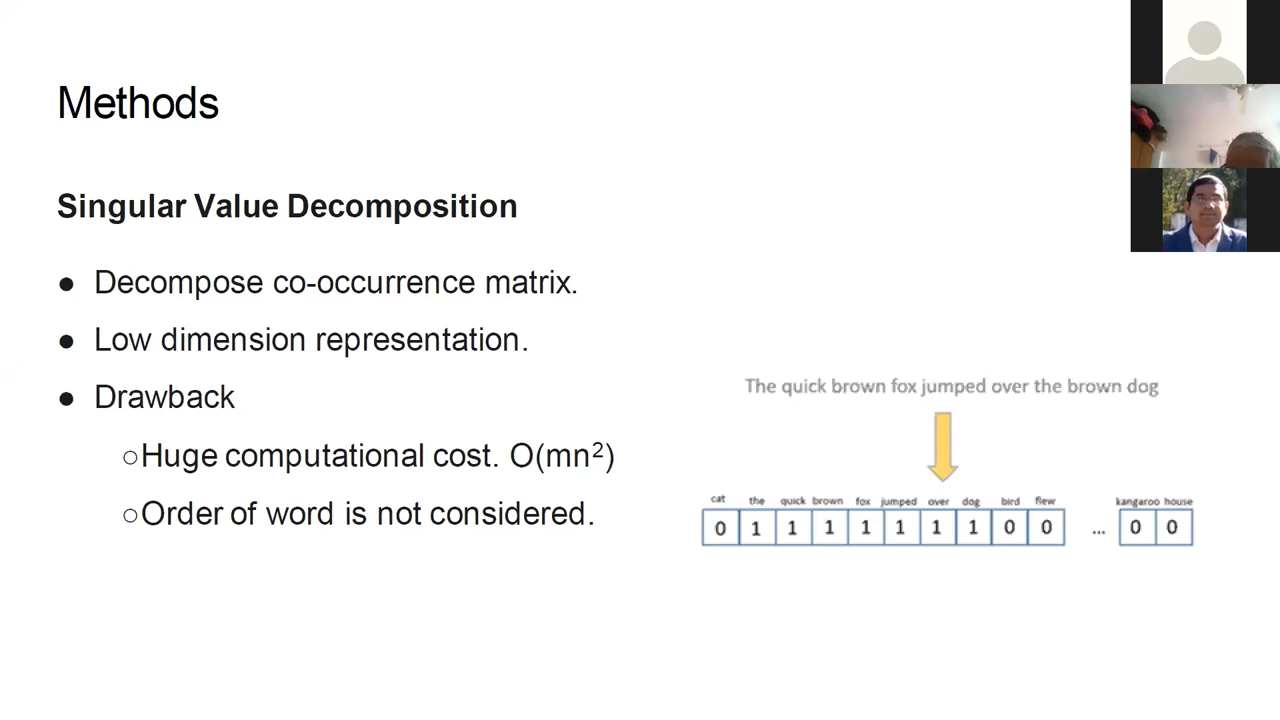 Methods
Singular Value Decomposition
● Decompose co-occurrence matrix.
● Low dimension representation.
● Drawback
○Huge computational cost. O(mn²)
○Order of word is not considered.
The quick brown fox jumped over the brown dog
cat the quick brown fox jumped over dog bird flew kangaroo house
0 1 1 1 1 1 1 1 0 0 ... 0 0